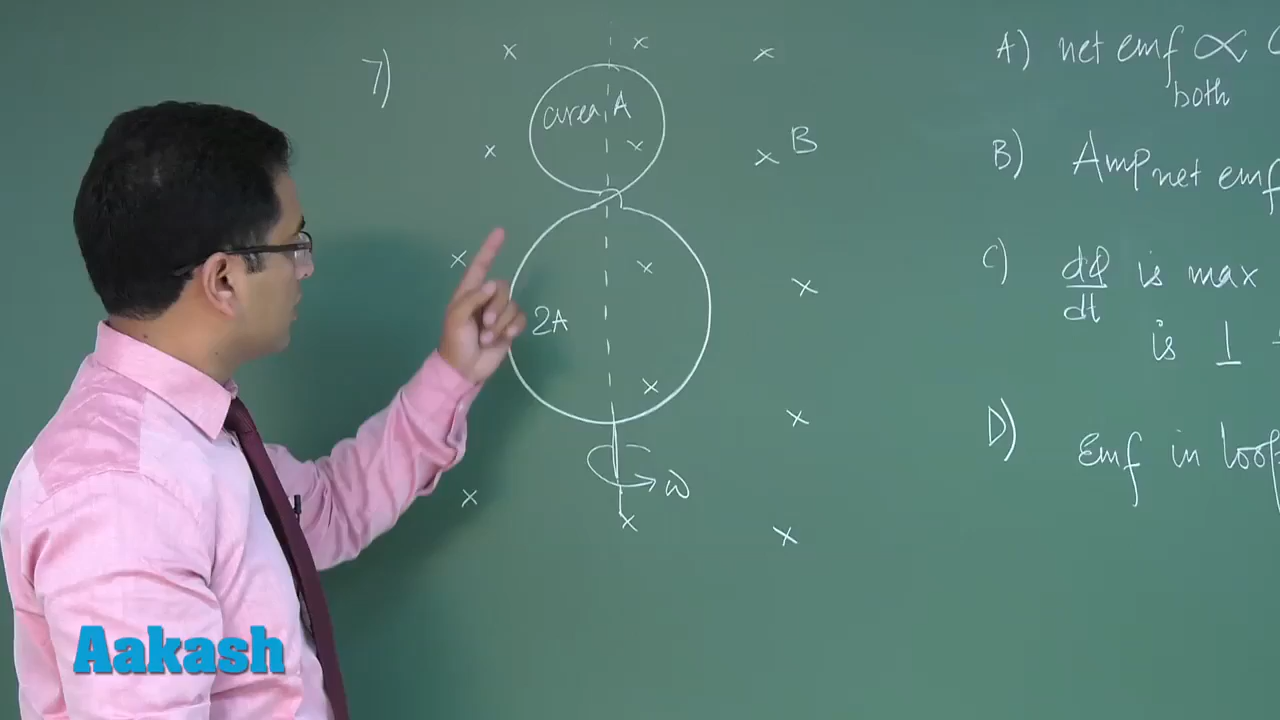 7)
area A
B
2A
ω
A) net emf ∝
both
B) Amp net emf
C) dφ/dt is max
is ⊥
D) Emf in loop
Aakash